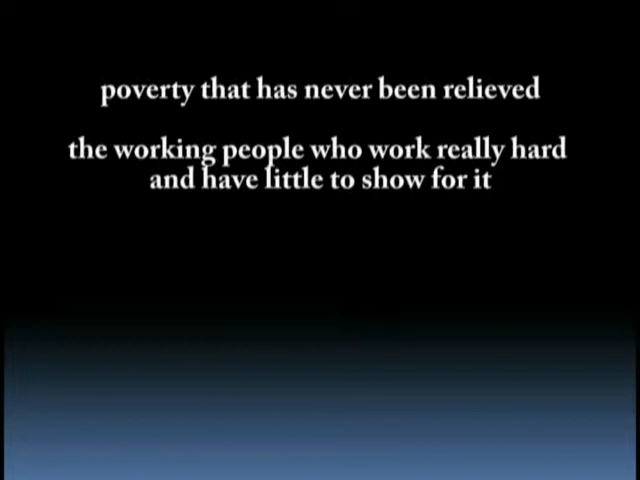 poverty that has never been relieved
the working people who work really hard
and have little to show for it